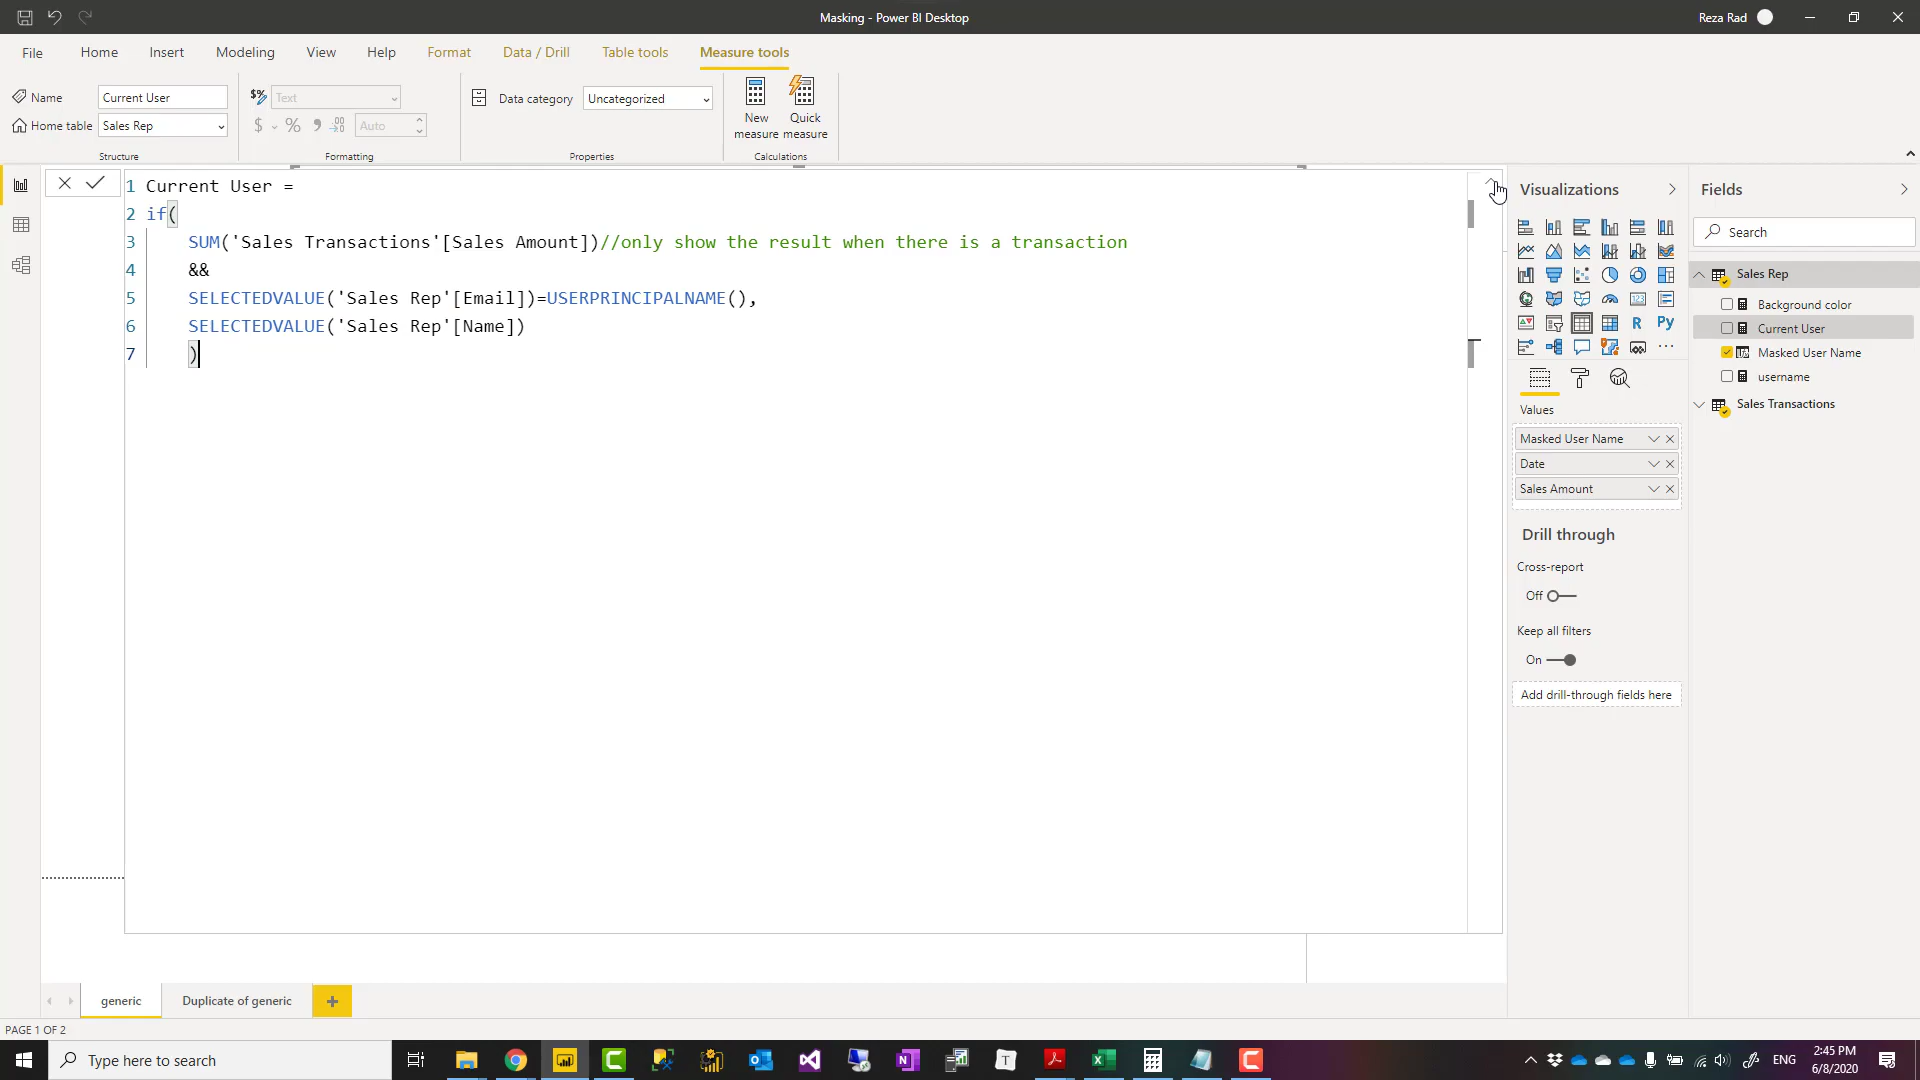 Masking - Power BI Desktop
Reza Rad
File
Home
Insert
Modeling
View
Help
Format
Data / Drill
Table tools
Measure tools
Name
Current User
Home table
Sales Rep
Structure
Text
$
%
Auto
Formatting
Data category
Uncategorized
Properties
New measure
Quick measure
Calculations
1 Current User =
2 if(
3 SUM('Sales Transactions'[Sales Amount])//only show the result when there is a transaction
4 &&
5 SELECTEDVALUE('Sales Rep'[Email])=USERPRINCIPALNAME(),
6 SELECTEDVALUE('Sales Rep'[Name])
7 )
Visualizations
R
Py
Values
Masked User Name
Date
Sales Amount
Drill through
Cross-report
Off
Keep all filters
On
Add drill-through fields here
Fields
Search
Sales Rep
Background color
Current User
Masked User Name
username
Sales Transactions
generic
Duplicate of generic
PAGE 1 OF 2
Type here to search
ENG
2:45 PM
6/8/2020